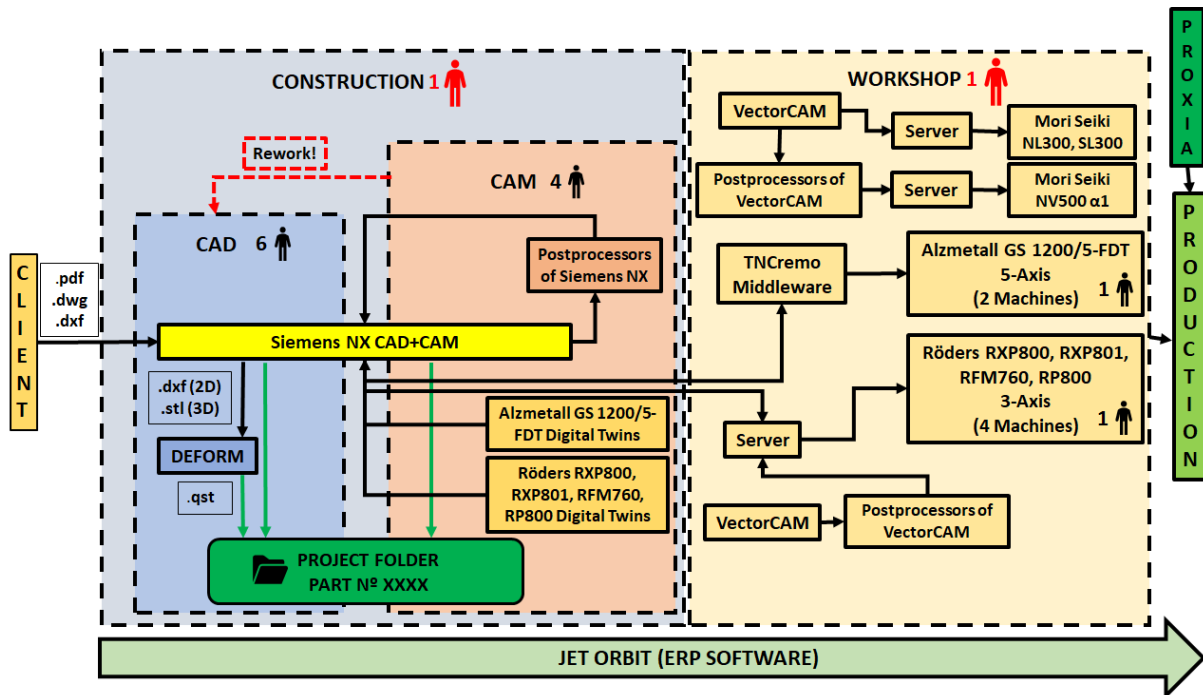 CLIENT
.pdf
.dwg
.dxf
CONSTRUCTION 1
Rework!
CAD 6
CAM 4
Postprocessors
of Siemens NX
Siemens NX CAD+CAM
.dxf (2D)
.stl (3D)
DEFORM
.qst
Alzmetall GS 1200/5-
FDT Digital Twins
Röders RXP800,
RXP801, RFM760,
RP800 Digital Twins
PROJECT FOLDER
PART Nº XXXX
WORKSHOP 1
VectorCAM
Server
Mori Seiki
NL300, SL300
Postprocessors of
VectorCAM
Server
Mori Seiki
NV500 α1
TNCremo
Middleware
Alzmetall GS 1200/5-FDT
5-Axis
(2 Machines)
1
Röders RXP800, RXP801,
RFM760, RP800
3-Axis
(4 Machines)
1
Server
VectorCAM
Postprocessors of
VectorCAM
PROXIA
PRODUCTION
JET ORBIT (ERP SOFTWARE)